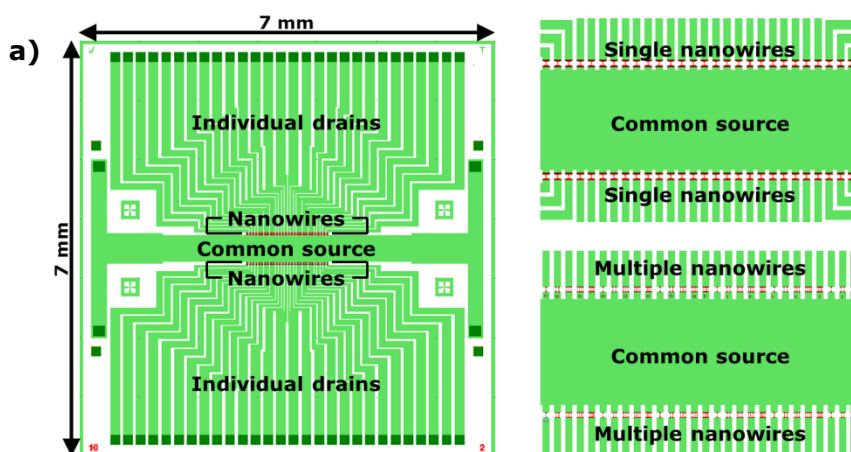 a)
7 mm
7 mm
Individual drains
Nanowires
Common source
Nanowires
Individual drains
10
2
Single nanowires
Common source
Single nanowires
Multiple nanowires
Common source
Multiple nanowires